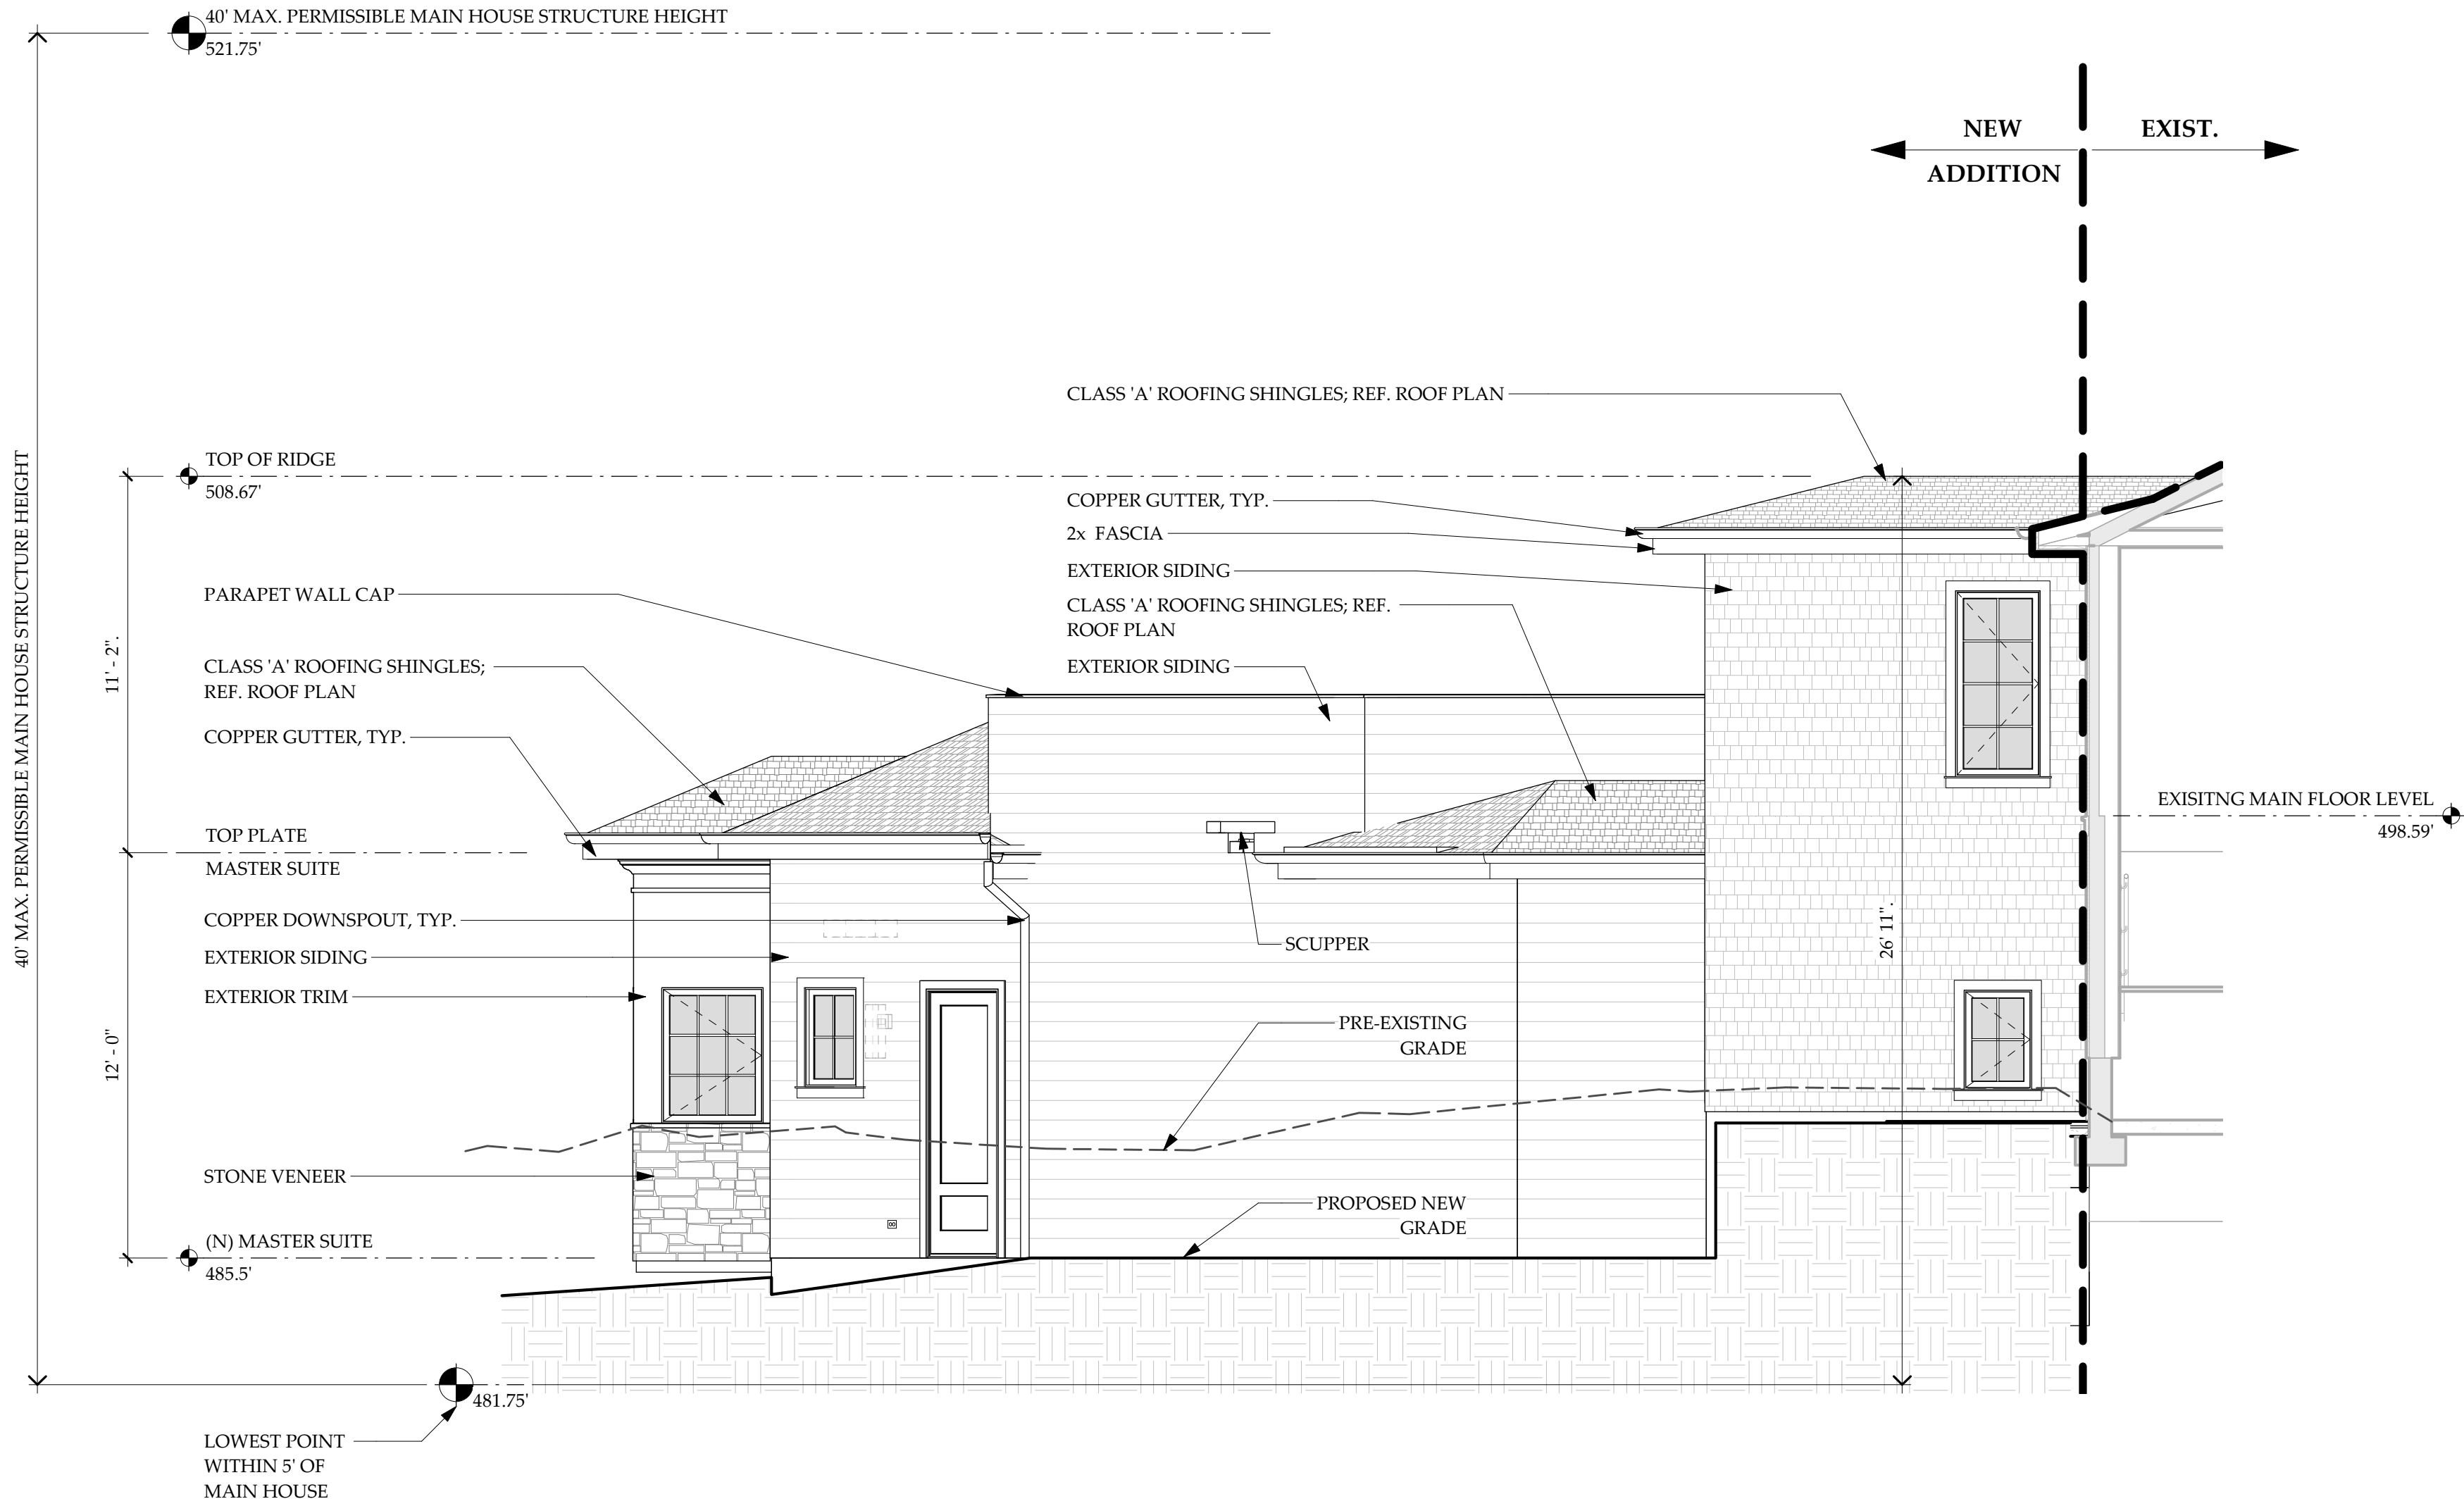 40' MAX. PERMISSIBLE MAIN HOUSE STRUCTURE HEIGHT
521.75'
NEW
EXIST.
ADDITION
CLASS 'A' ROOFING SHINGLES; REF. ROOF PLAN
TOP OF RIDGE
508.67'
COPPER GUTTER, TYP.
2x FASCIA
EXTERIOR SIDING
CLASS 'A' ROOFING SHINGLES; REF.
ROOF PLAN
EXTERIOR SIDING
PARAPET WALL CAP
CLASS 'A' ROOFING SHINGLES;
REF. ROOF PLAN
COPPER GUTTER, TYP.
40' MAX. PERMISSIBLE MAIN HOUSE STRUCTURE HEIGHT
11' - 2".
EXISITNG MAIN FLOOR LEVEL
498.59'
TOP PLATE
MASTER SUITE
COPPER DOWNSPOUT, TYP.
EXTERIOR SIDING
EXTERIOR TRIM
SCUPPER
26' 11".
12' - 0"
PRE-EXISTING
GRADE
STONE VENEER
PROPOSED NEW
GRADE
(N) MASTER SUITE
485.5'
481.75'
LOWEST POINT
WITHIN 5' OF
MAIN HOUSE